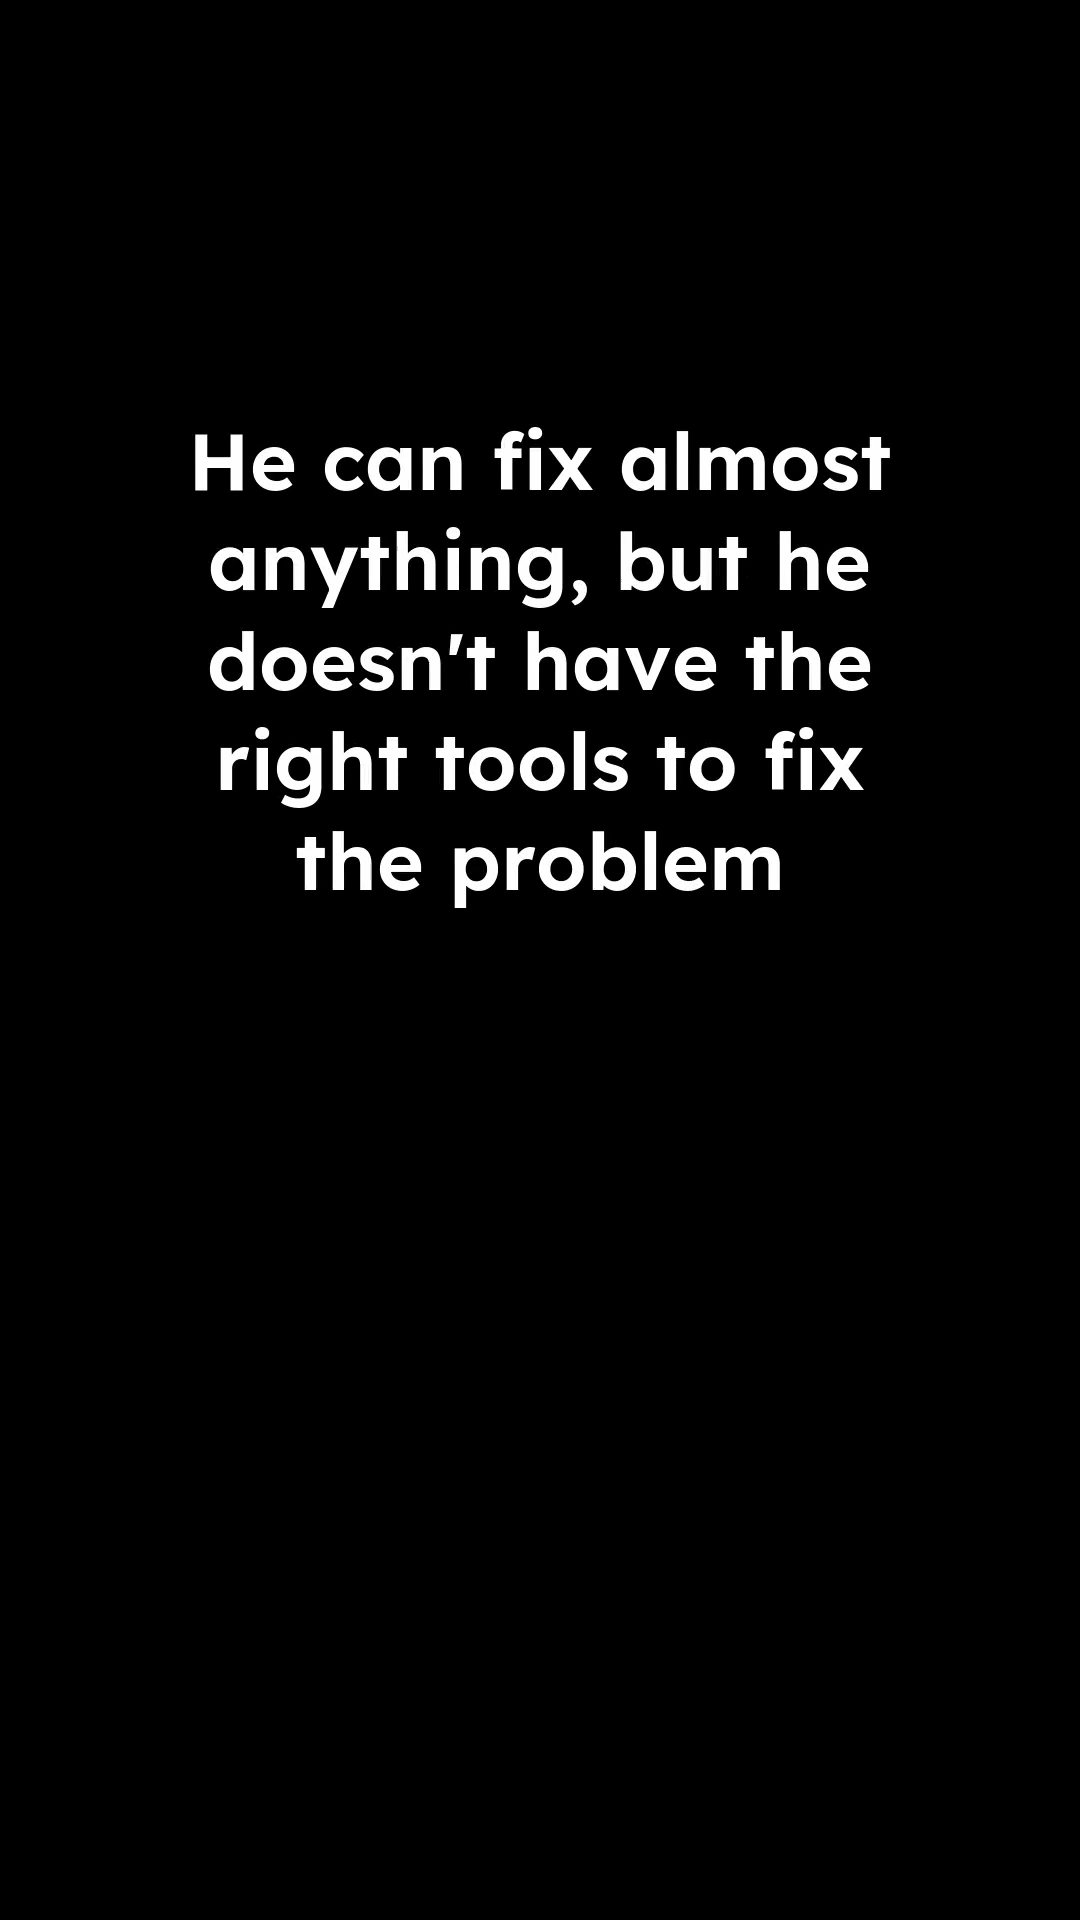 He can fix almost
anything, but he
doesn't have the
right tools to fix
the problem